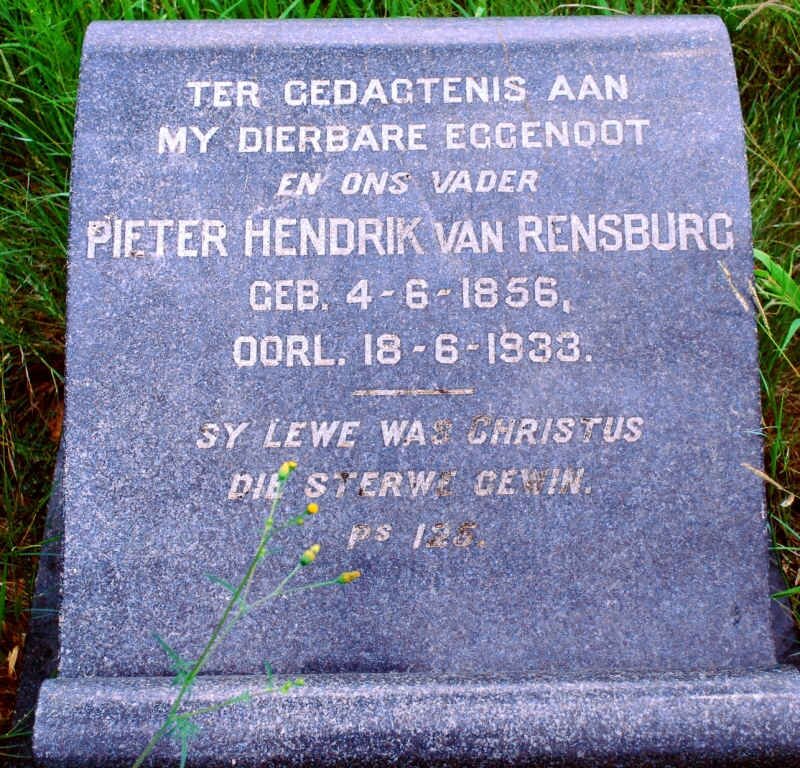 TER GEDAGTENIS AAN
MY DIERBARE EGGENOOT
EN ONS VADER
PIETER HENDRIK VAN RENSBURG
GEB. 4-6-1856,
OORL. 18-6-1933.
SY LEWE WAS CHRISTUS
DIE STERWE GEWIN.
PS 125.